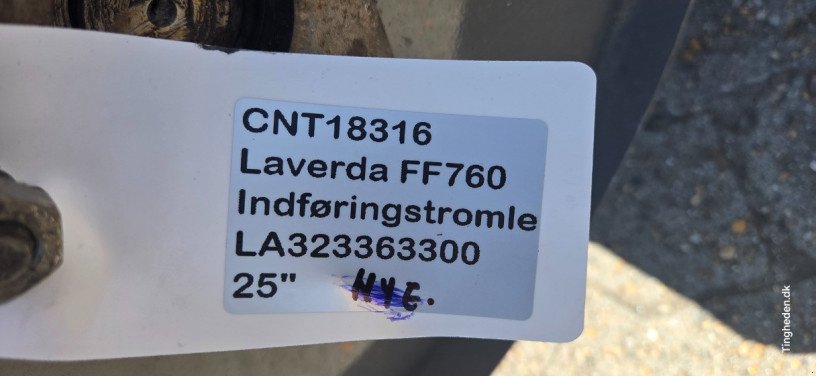 CNT18316
Laverda FF760
Indføringstromle
LA323363300
25" NYE.
Tingheden.dk